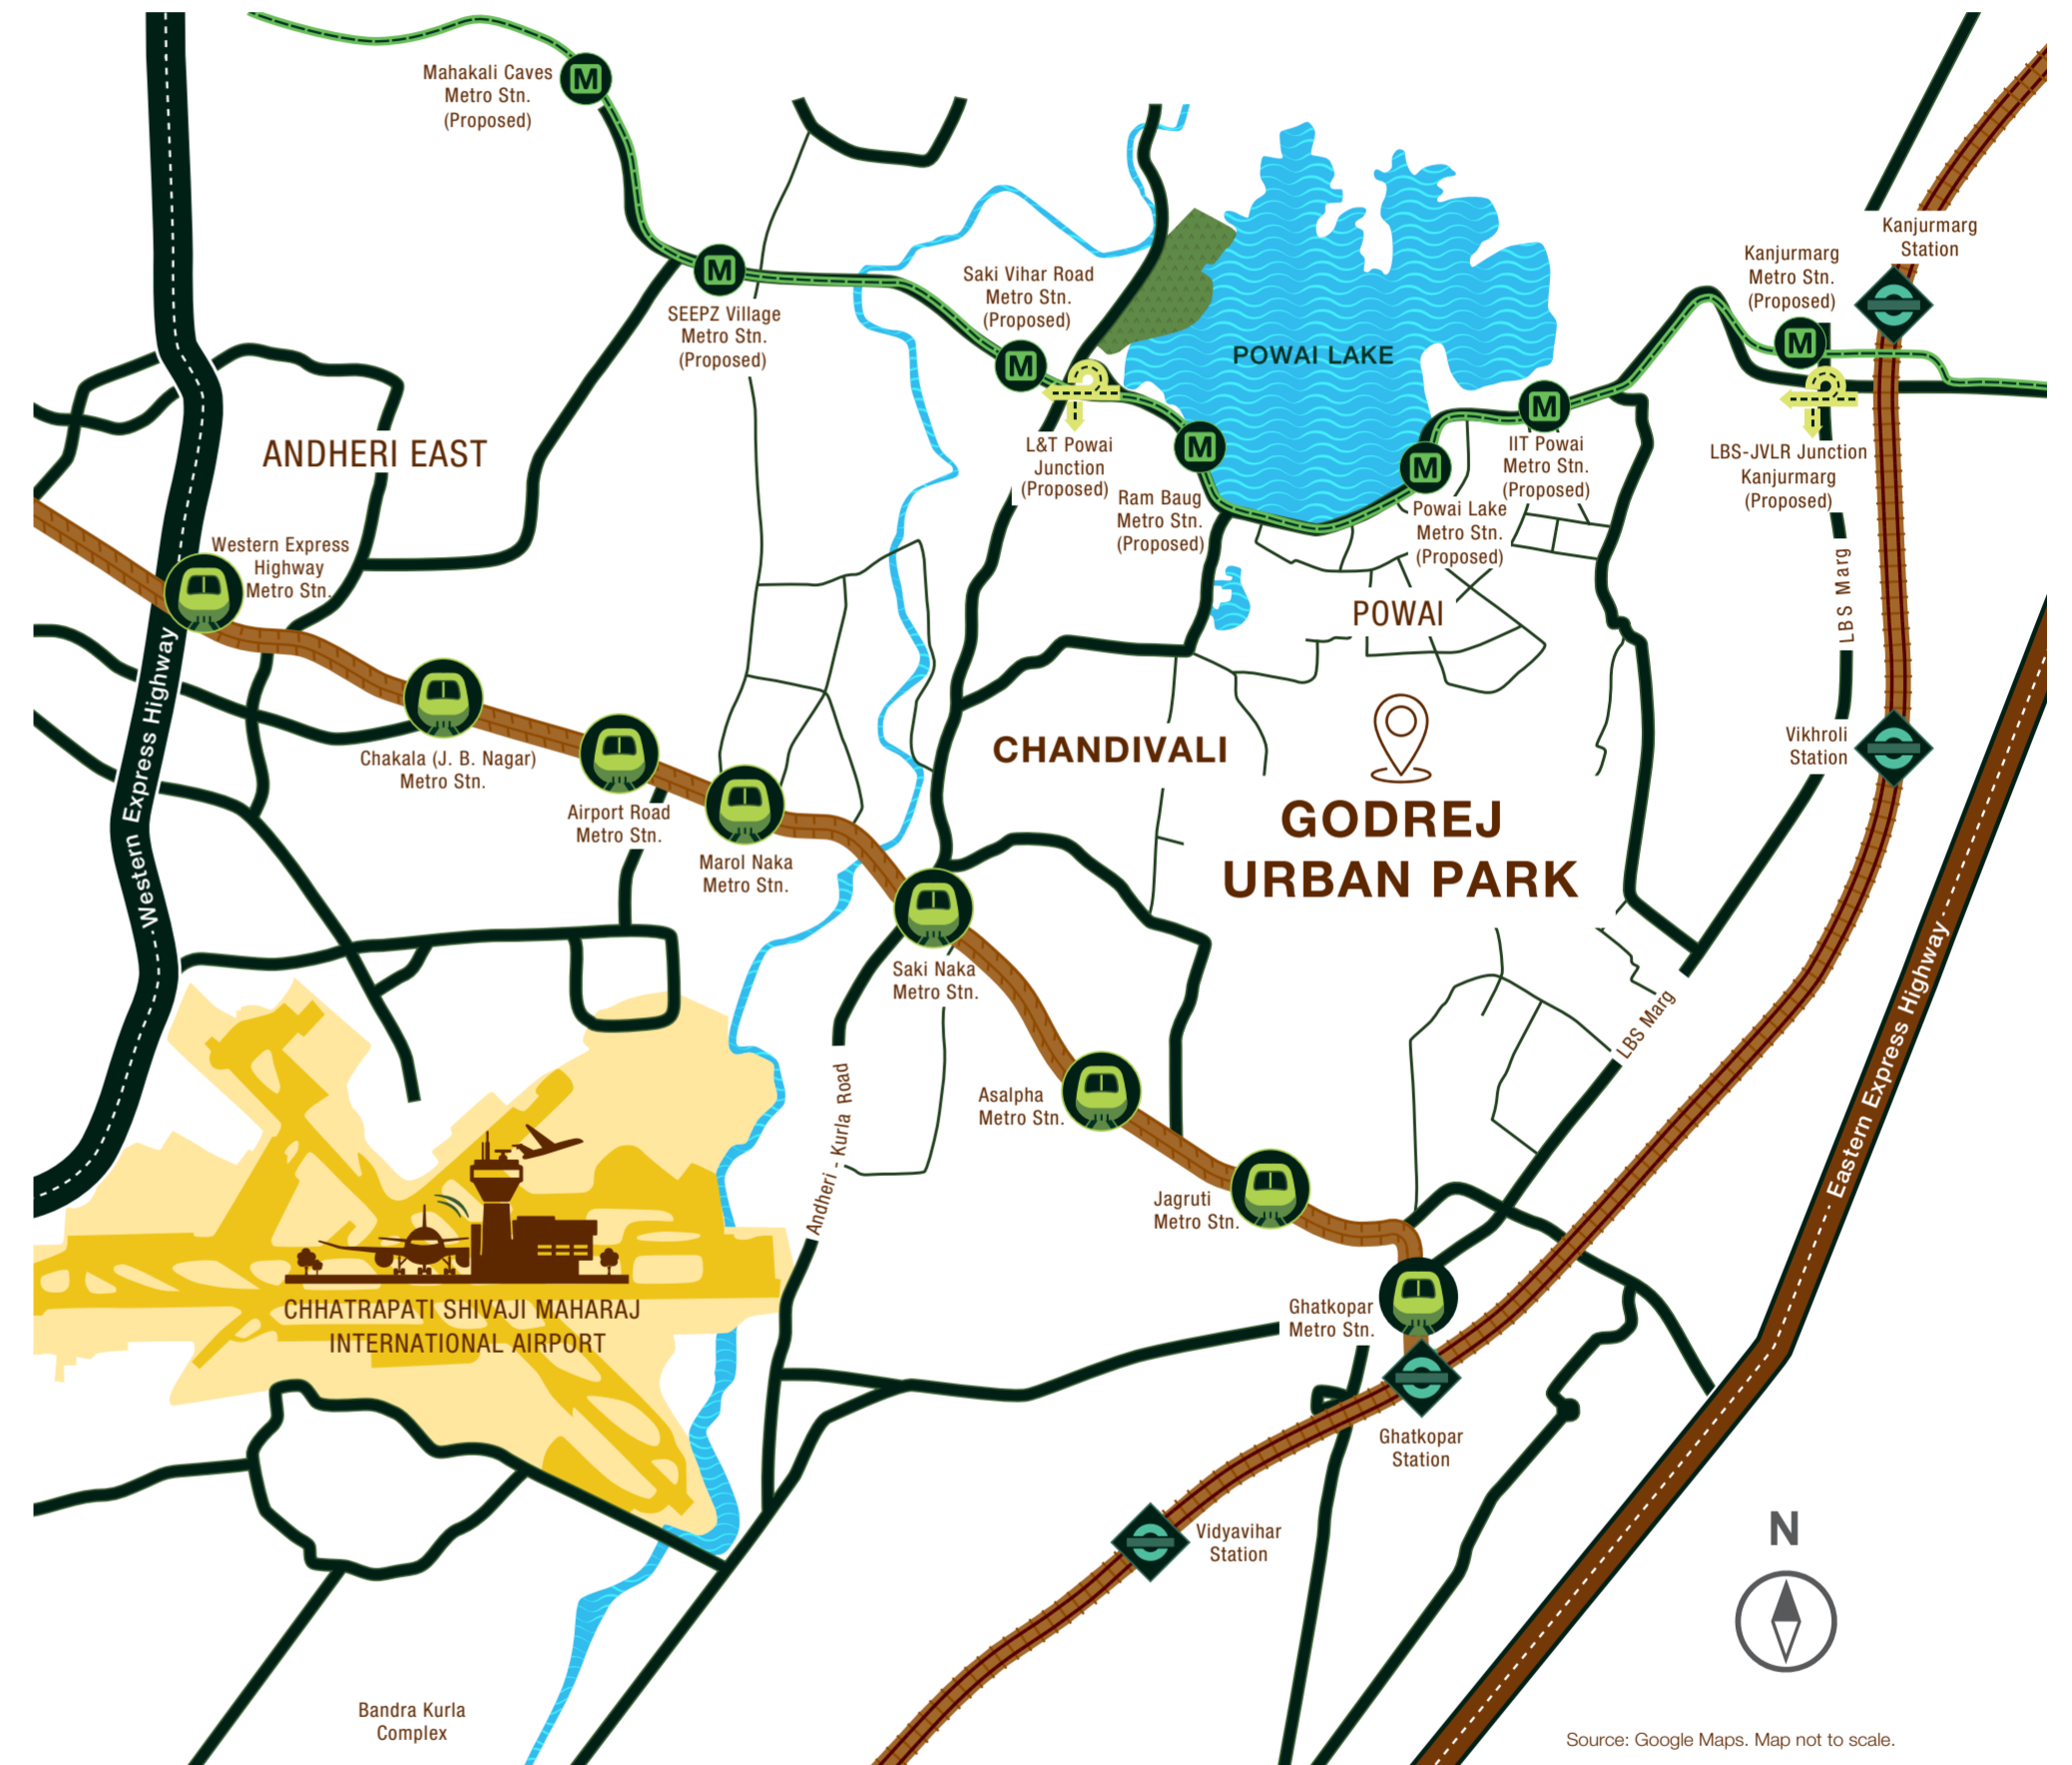 Mahakali Caves
Metro Stn.
(Proposed)
M
Kanjurmarg
Station
Kanjurmarg
Metro Stn.
(Proposed)
M
SEEPZ Village
Metro Stn.
(Proposed)
M
Saki Vihar Road
Metro Stn.
(Proposed)
M
POWAI LAKE
L&T Powai
Junction
(Proposed)
Ram Baug
Metro Stn.
(Proposed)
M
Powai Lake
Metro Stn.
(Proposed)
M
IIT Powai
Metro Stn.
(Proposed)
M
LBS-JVLR Junction
Kanjurmarg
(Proposed)
ANDHERI EAST
Western Express
Highway
Metro Stn.
LBS Marg
POWAI
Western Express Highway
Chakala (J. B. Nagar)
Metro Stn.
Airport Road
Metro Stn.
Marol Naka
Metro Stn.
CHANDIVALI
Vikhroli
Station
GODREJ
URBAN PARK
Saki Naka
Metro Stn.
LBS Marg
Eastern Express Highway
Andheri - Kurla Road
Asalpha
Metro Stn.
Jagruti
Metro Stn.
CHHATRAPATI SHIVAJI MAHARAJ
INTERNATIONAL AIRPORT
Ghatkopar
Metro Stn.
Ghatkopar
Station
Vidyavihar
Station
N
Bandra Kurla
Complex
Source: Google Maps. Map not to scale.